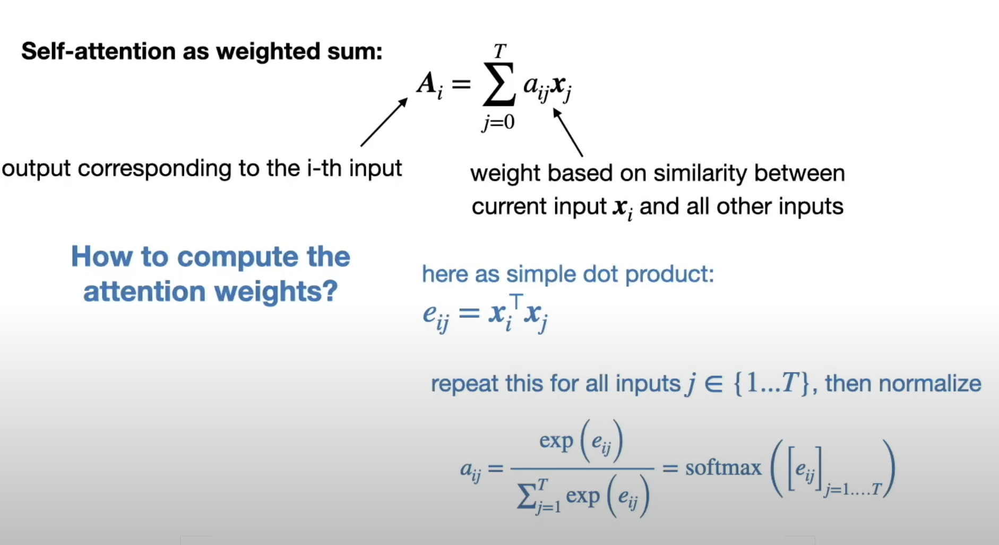 Self-attention as weighted sum:
$\boldsymbol{A}_i = \sum_{j=0}^{T} a_{ij} \boldsymbol{x}_j$
output corresponding to the i-th input
weight based on similarity between
current input $\boldsymbol{x}_i$ and all other inputs
How to compute the
attention weights?
here as simple dot product:
$e_{ij} = \boldsymbol{x}_i^\top \boldsymbol{x}_j$
repeat this for all inputs $j \in \{1...T\}$, then normalize
$a_{ij} = \frac{\exp\left(e_{ij}\right)}{\sum_{j=1}^{T} \exp\left(e_{ij}\right)} = \text{softmax}\left(\left[e_{ij}\right]_{j=1....T}\right)$